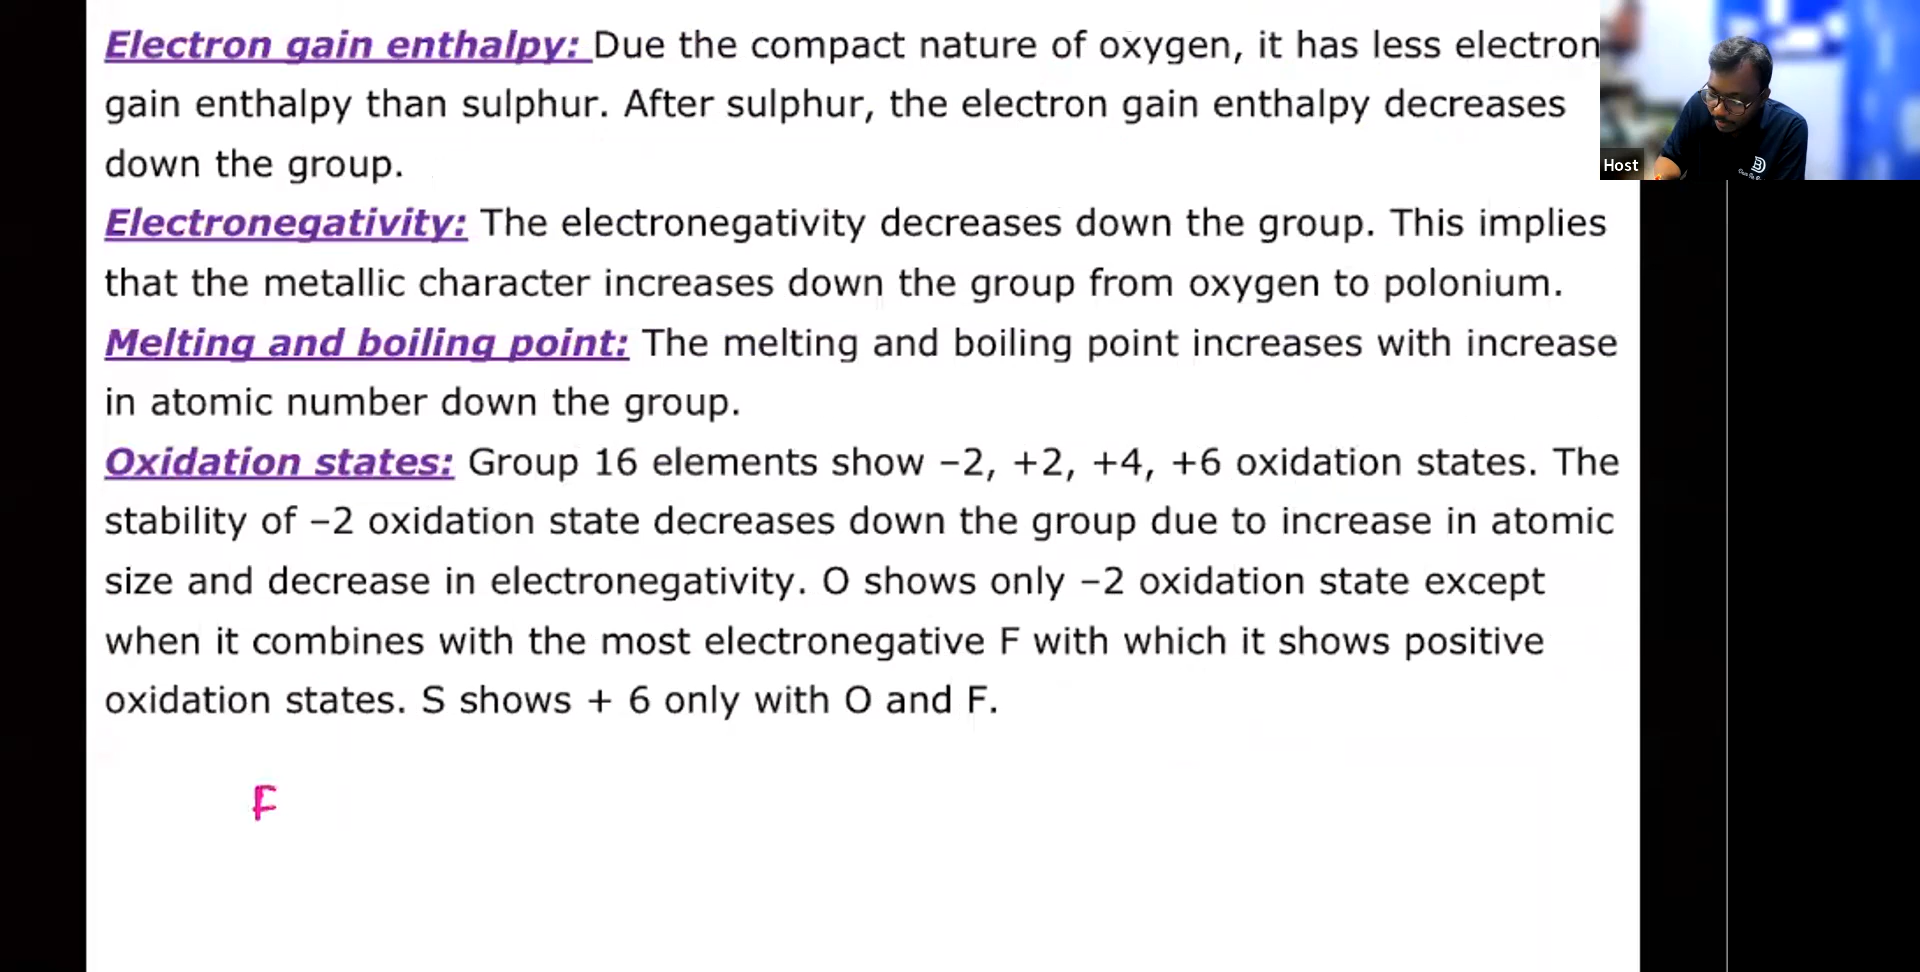 Electron gain enthalpy: Due the compact nature of oxygen, it has less electron
gain enthalpy than sulphur. After sulphur, the electron gain enthalpy decreases
down the group.
Host
Electronegativity: The electronegativity decreases down the group. This implies
that the metallic character increases down the group from oxygen to polonium.
Melting and boiling point: The melting and boiling point increases with increase
in atomic number down the group.
Oxidation states: Group 16 elements show –2, +2, +4, +6 oxidation states. The
stability of –2 oxidation state decreases down the group due to increase in atomic
size and decrease in electronegativity. O shows only –2 oxidation state except
when it combines with the most electronegative F with which it shows positive
oxidation states. S shows + 6 only with O and F.
F